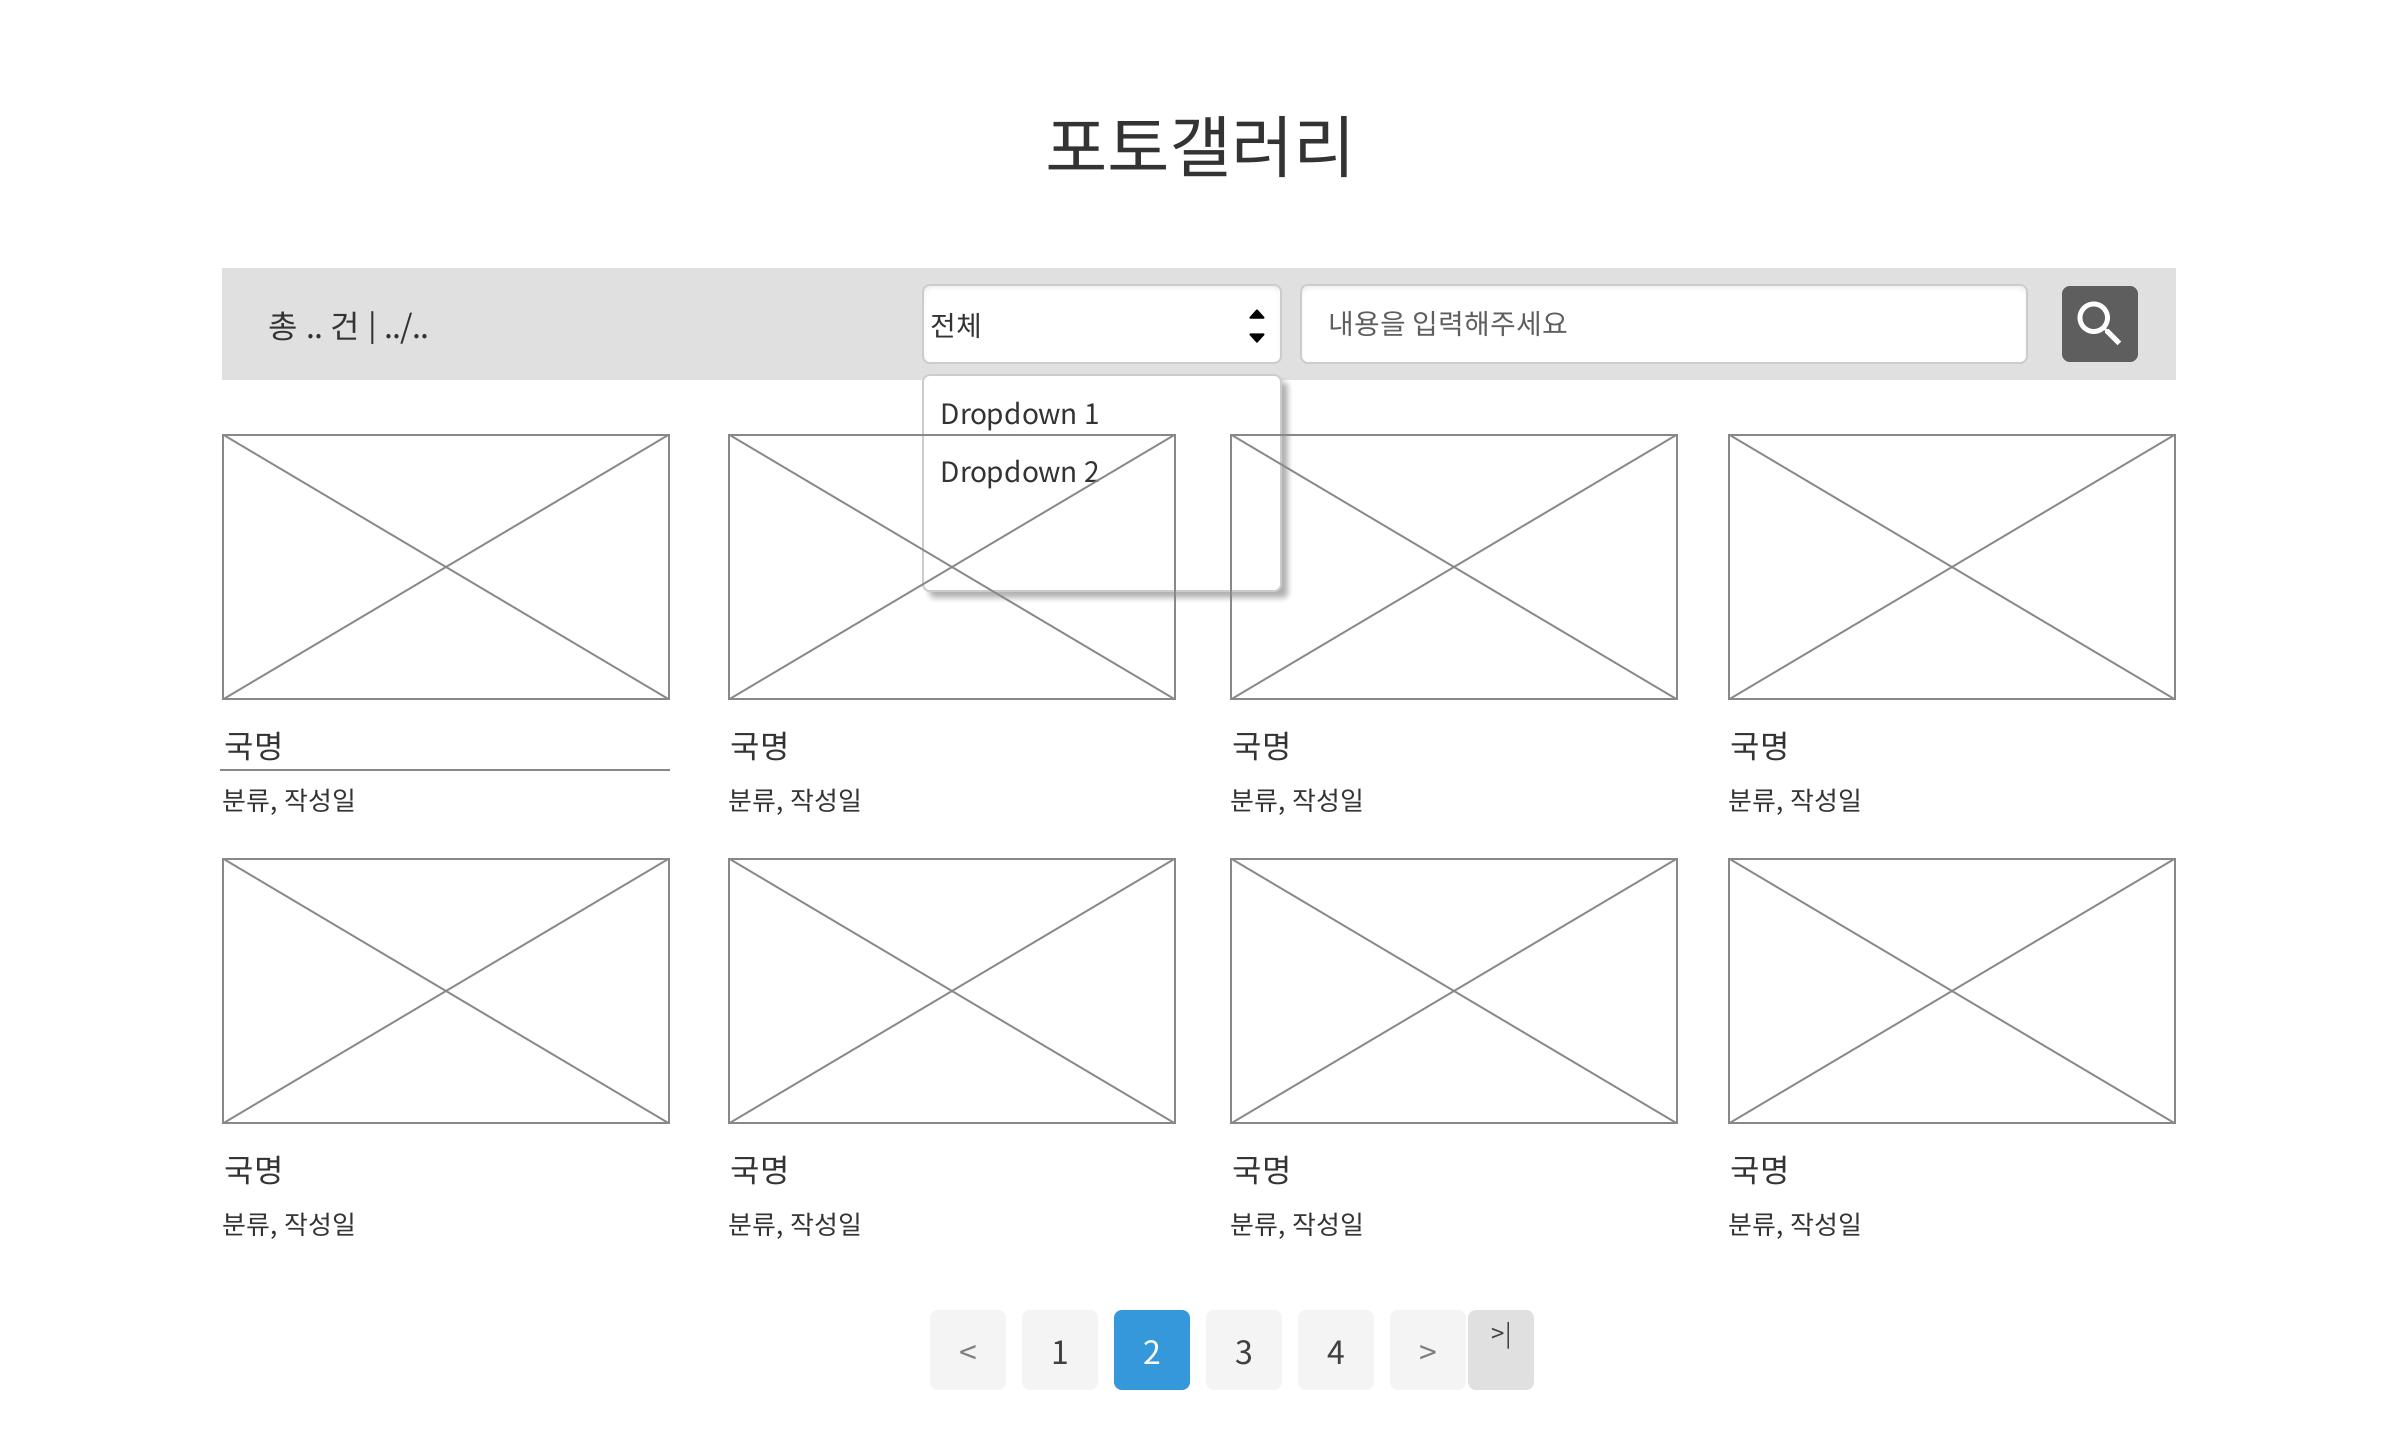 포토갤러리
총 .. 건 | ../..
전체
내용을 입력해주세요
Dropdown 1
Dropdown 2
국명 국명 국명 국명
분류, 작성일 분류, 작성일 분류, 작성일 분류, 작성일
국명 국명 국명 국명
분류, 작성일 분류, 작성일 분류, 작성일 분류, 작성일
< 1 2 3 4 > >|